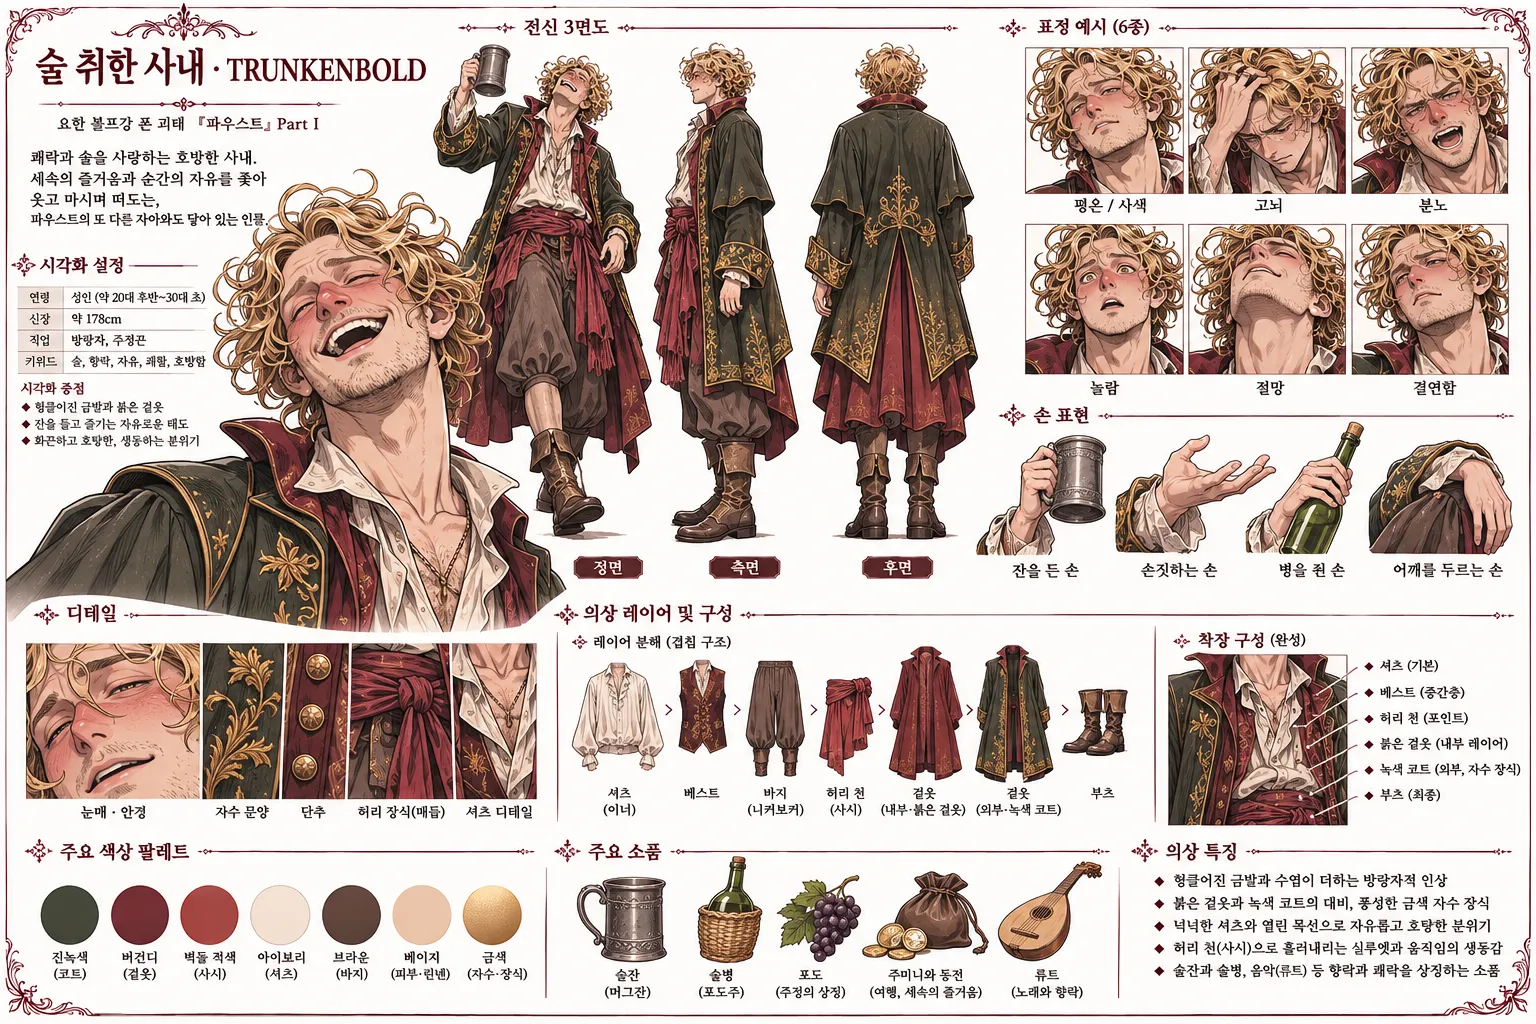 술 취한 사내 · TRUNKENBOLD
요한 볼프강 폰 괴태 『파우스트』 Part I
쾌락과 술을 사랑하는 호방한 사내.
세속의 즐거움과 순간의 자유를 좇아
웃고 마시며 떠도는,
파우스트의 또 다른 자아와도 닿아 있는 인물.
시각화 설정
연령 성인 (약 20대 후반~30대 초)
신장 약 178cm
직업 방랑자, 주정끈
키워드 술, 향락, 자유, 쾌활, 호방함
시각화 중점
◆ 헝클어진 금발과 붉은 겉옷
◆ 잔을 들고 즐기는 자유로운 태도
◆ 화끈하고 호탕한, 생동하는 분위기
전신 3면도
정면
측면
후면
표정 예시 (6종)
평온 / 사색
고뇌
분노
놀람
절망
결연함
손 표현
잔을 든 손
손짓하는 손
병을 쥔 손
어깨를 두르는 손
디테일
눈매 · 안경
자수 문양
단추
허리 장식(매듭)
셔츠 디테일
의상 레이어 및 구성
레이어 분해 (겹침 구조)
셔츠
(이너)
베스트
바지
(니커보커)
허리 천
(사시)
겉옷
(내부·붉은 겉옷)
겉옷
(외부·녹색 코트)
부츠
착장 구성 (완성)
◆ 셔츠 (기본)
◆ 베스트 (중간층)
◆ 허리 천 (포인트)
◆ 붉은 겉옷 (내부 레이어)
◆ 녹색 코트 (외부, 자수 장식)
◆ 부츠 (최종)
주요 색상 팔레트
진녹색
(코트)
버건디
(겉옷)
벽돌 적색
(사시)
아이보리
(셔츠)
브라운
(바지)
베이지
(피부·린넨)
금색
(자수·장식)
주요 소품
술잔
(머그잔)
술병
(포도주)
포도
(주정의 상징)
주미니와 동전
(여행, 세속의 즐거움)
류트
(노래와 향락)
의상 특징
◆ 헝클어진 금발과 수염이 더하는 방랑자적 인상
◆ 붉은 겉옷과 녹색 코트의 대비, 풍성한 금색 자수 장식
◆ 넉넉한 셔츠와 열린 목선으로 자유롭고 호탕한 분위기
◆ 허리 천(사시)으로 흘러내리는 실루엣과 움직임의 생동감
◆ 술잔과 술병, 음악(류트) 등 향락과 쾌락을 상징하는 소품